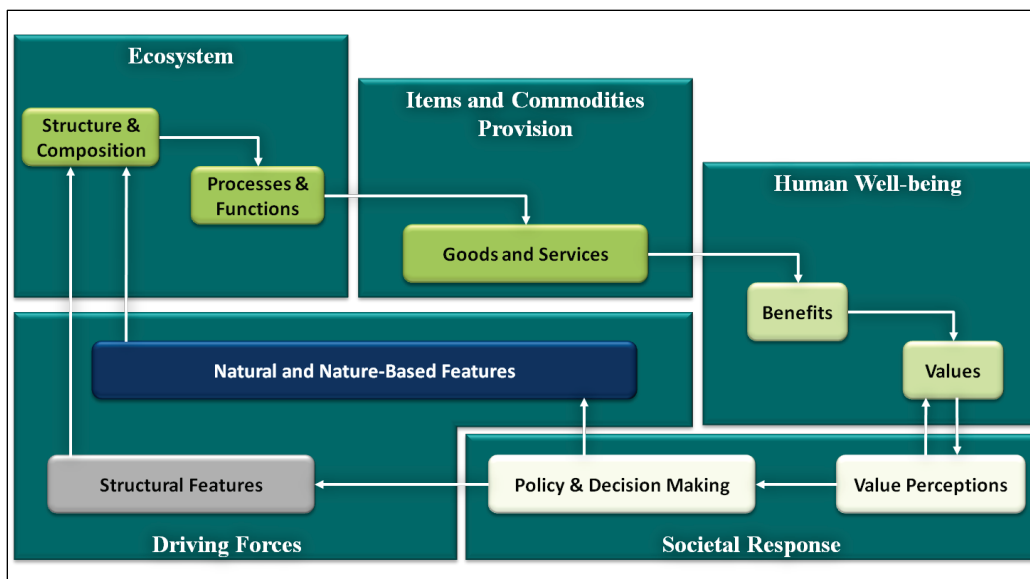 Ecosystem
Structure &
Composition
Processes &
Functions
Items and Commodities
Provision
Goods and Services
Human Well-being
Benefits
Values
Natural and Nature-Based Features
Structural Features
Driving Forces
Policy & Decision Making
Value Perceptions
Societal Response